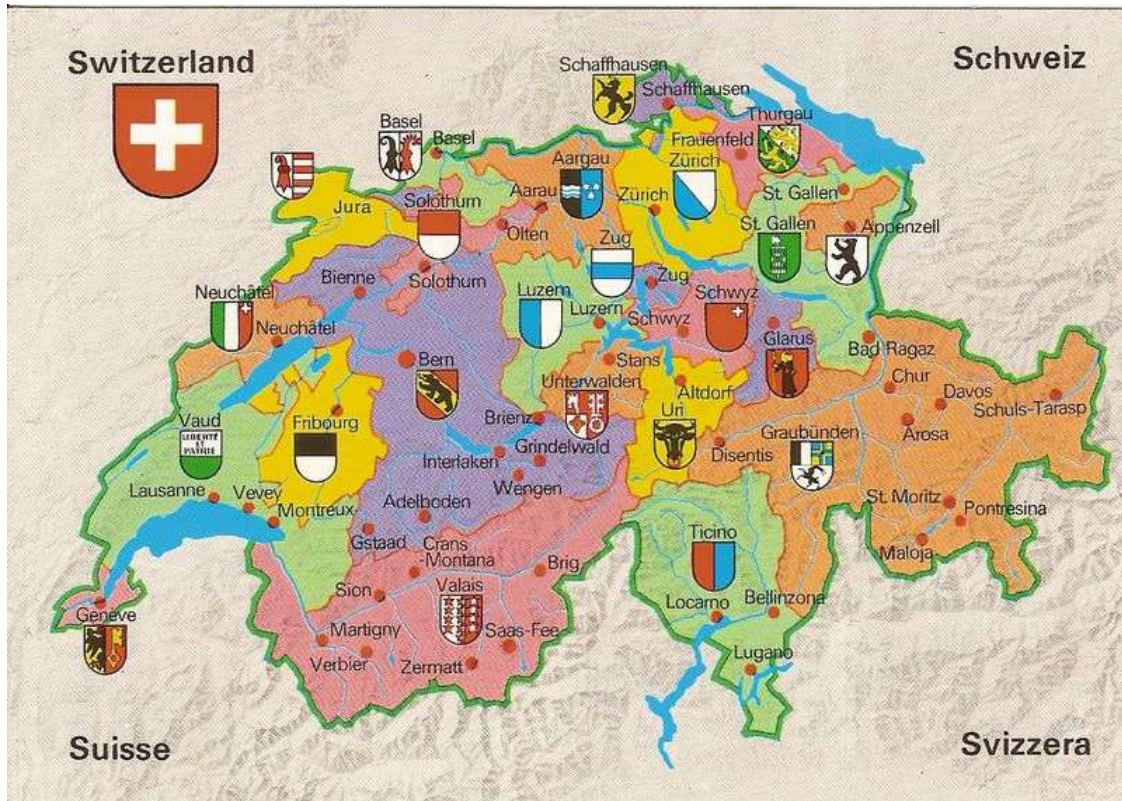 Switzerland
Schweiz
Schaffhausen
Schaffhausen
Basel
Basel
Thurgau
Frauenfeld
Aargau
Zürich
Zürich
Aarau
Jura
Solothurn
Olten
St. Gallen
St. Gallen
Appenzell
Zug
Zug
Bienne
Solothurn
Luzern
Luzern
Schwyz
Schwyz
Neuchâtel
Neuchâtel
Glarus
Bad Ragaz
Bern
Stans
Unterwalden
Altdorf
Chur
Davos
Schuls-Tarasp
Arosa
Uri
Brienz
Fribourg
Vaud
LIBERTÉ
ET
PATRIE
Graubünden
Disentis
Grindelwald
Interlaken
Wengen
Lausanne
Vevey
Montreux
Adelboden
Gstaad
St. Moritz
Pontresina
Maloja
Ticino
Crans
-Montana
Brig
Sion
Valais
Locarno
Bellinzona
Genève
Martigny
Saas-Fee
Verbier
Zermatt
Lugano
Suisse
Svizzera